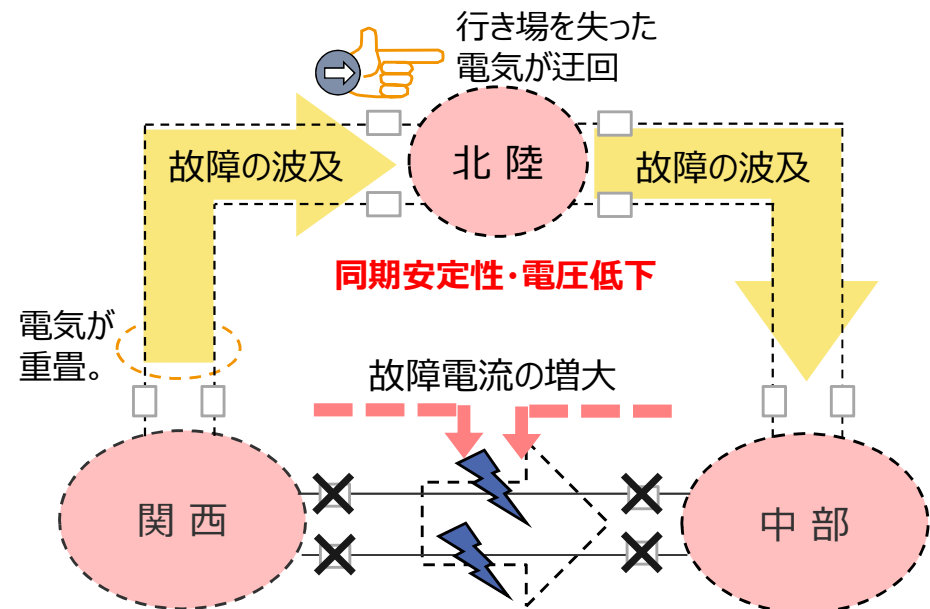 行き場を失った
電気が迂回
故障の波及
北 陸
故障の波及
同期安定性・電圧低下
電気が
重畳。
故障電流の増大
関 西
中 部